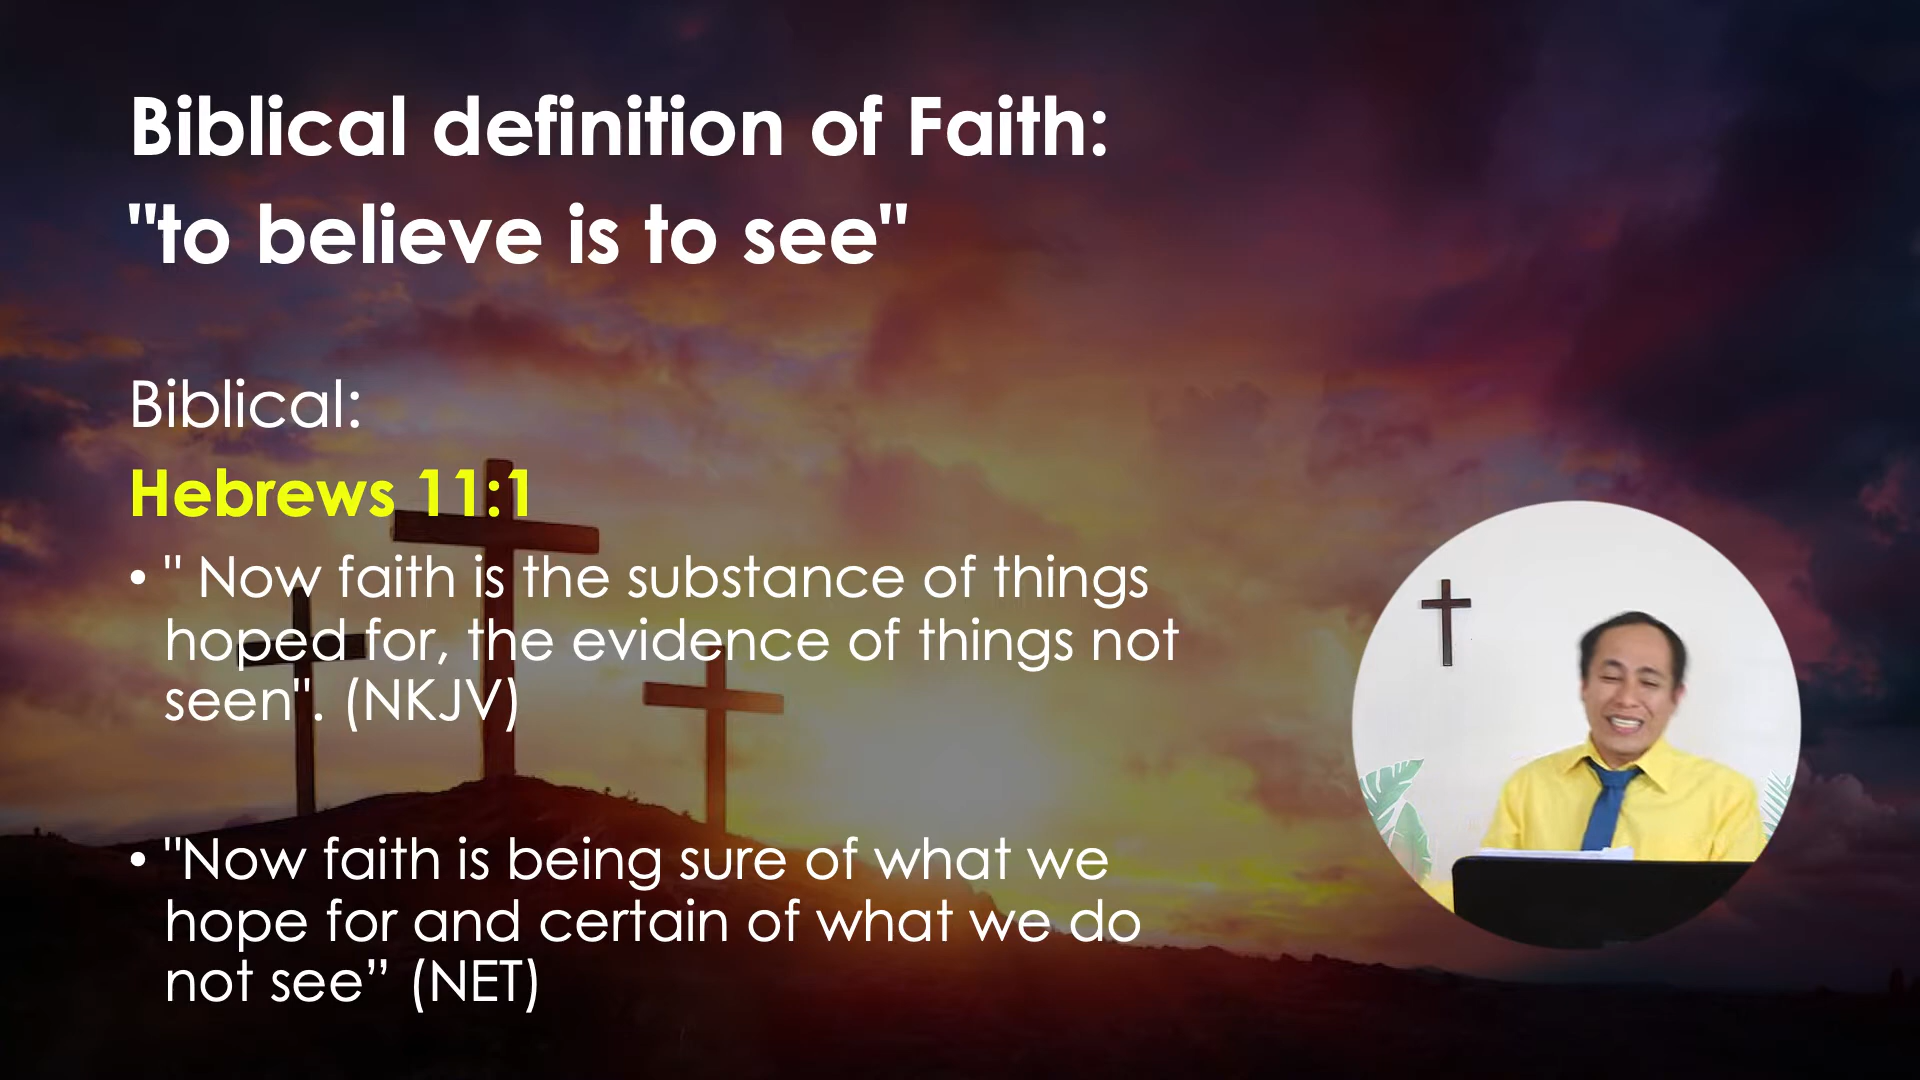 Biblical definition of Faith:
"to believe is to see"
Biblical:
Hebrews 11:1
• " Now faith is the substance of things
hoped for, the evidence of things not
seen". (NKJV)
• "Now faith is being sure of what we
hope for and certain of what we do
not see” (NET)